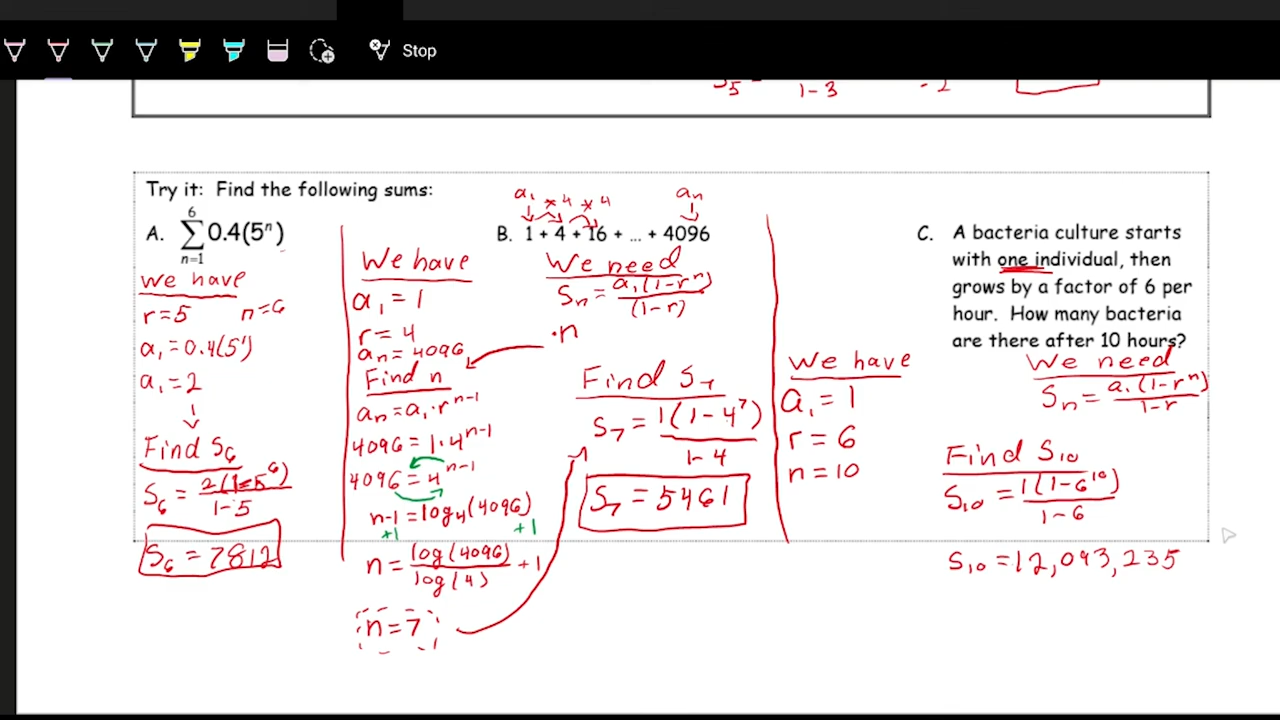 Stop
S₅
1-3
-2
Try it: Find the following sums:
A. 6 ∑ n=1 0.4(5ⁿ)
we have
r=5 n=6
a₁=0.4(5¹)
a₁=2
Find S₆
S₆ = 2(1-5⁶)
1-5
S₆ = 7812
a₁ *4 *4 aₙ
B. 1 + 4 + 16 + ... + 4096
We have
a₁ = 1
r = 4
aₙ = 4096
Find n
aₙ = a₁·rⁿ⁻¹
4096 = 1·4ⁿ⁻¹
4096 = 4ⁿ⁻¹
n-1 = log₄(4096)
+1 +1
n = log(4096) +1
log(4)
n=7
We need
Sₙ = a₁(1-rⁿ)
(1-r)
·n
Find S₇
S₇ = 1(1-4⁷)
1-4
S₇ = 5461
C. A bacteria culture starts
with one individual, then
grows by a factor of 6 per
hour. How many bacteria
are there after 10 hours?
We have
a₁ = 1
r = 6
n = 10
We need
Sₙ = a₁(1-rⁿ)
1-r
Find S₁₀
S₁₀ = 1(1-6¹⁰)
1-6
S₁₀ = 12,093,235